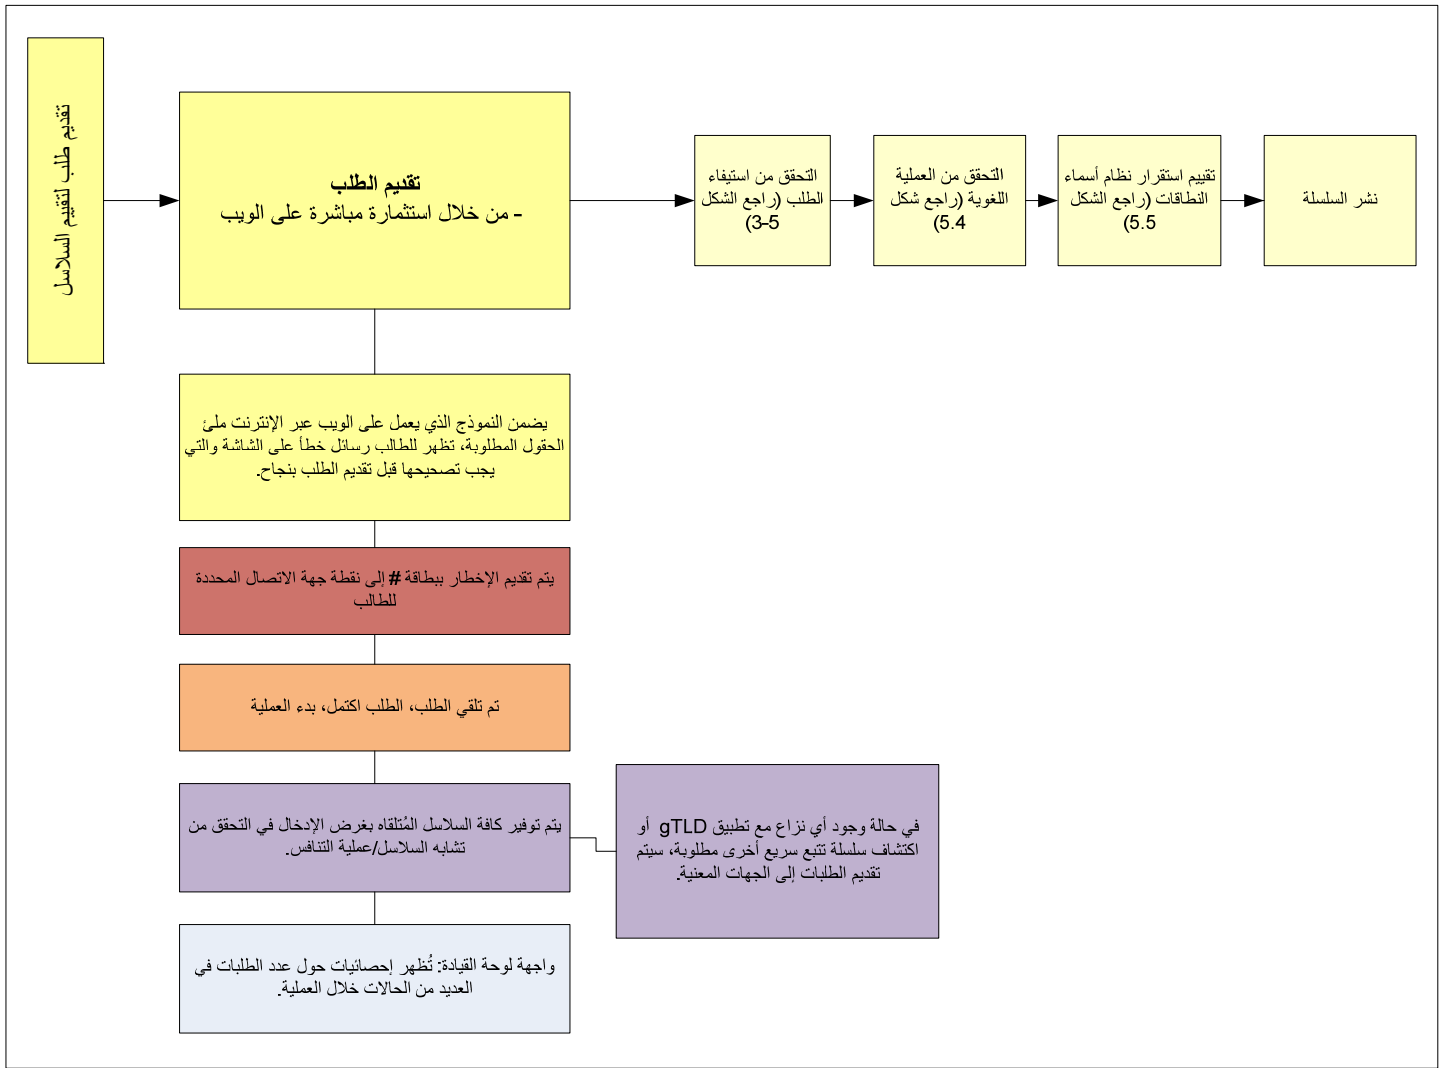 تقديم طلب لتقييم السلاسل
تقديم الطلب
- من خلال استثمارة مباشرة على الويب
التحقق من استيفاء
الطلب (راجع الشكل
3-5)
التحقق من العملية
اللغوية (راجع شكل
5.4)
تقييم استقرار نظام أسماء
النطاقات (راجع الشكل
5.5)
نشر السلسلة
يضمن النموذج الذي يعمل على الويب عبر الإنترنت ملئ
الحقول المطلوبة، تظهر للطالب رسائل خطأ على الشاشة والتي
يجب تصحيحها قبل تقديم الطلب بنجاح.
يتم تقديم الإخطار ببطاقة # إلى نقطة جهة الاتصال المحددة
للطالب
تم تلقي الطلب، الطلب اكتمل، بدء العملية
يتم توفير كافة السلاسل المُتلقاه بغرض الإدخال في التحقق من
تشابه السلاسل/عملية التنافس.
في حالة وجود أي نزاع مع تطبيق gTLD أو
اكتشاف سلسلة تتبع سريع أخرى مطلوبة، سيتم
تقديم الطلبات إلى الجهات المعنية.
واجهة لوحة القيادة: تُظهر إحصائيات حول عدد الطلبات في
العديد من الحالات خلال العملية.